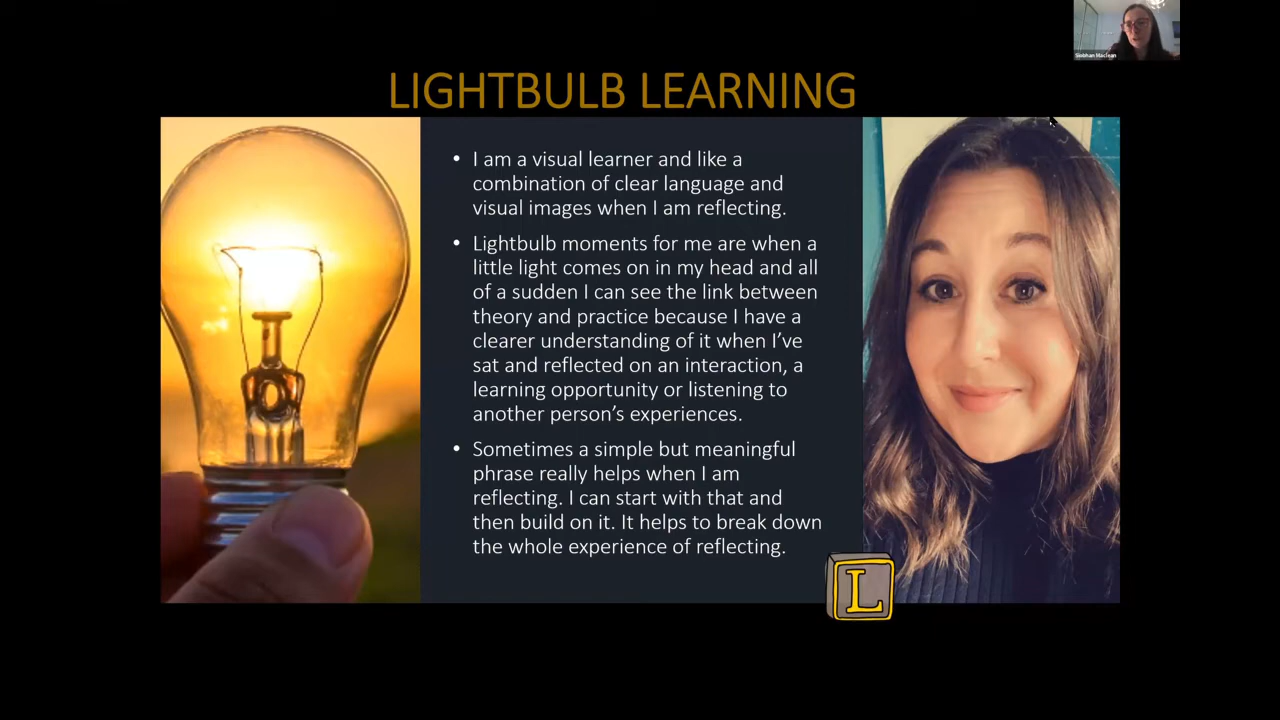 Siobhan Maclean
LIGHTBULB LEARNING
• I am a visual learner and like a
combination of clear language and
visual images when I am reflecting.
• Lightbulb moments for me are when a
little light comes on in my head and all
of a sudden I can see the link between
theory and practice because I have a
clearer understanding of it when I’ve
sat and reflected on an interaction, a
learning opportunity or listening to
another person’s experiences.
• Sometimes a simple but meaningful
phrase really helps when I am
reflecting. I can start with that and
then build on it. It helps to break down
the whole experience of reflecting.
L